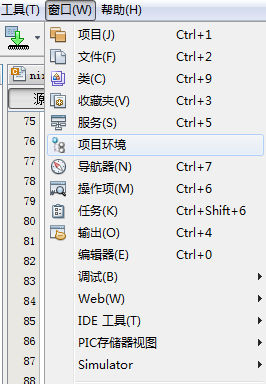 工具(T) 窗口(W) 帮助(H)
项目(J) Ctrl+1
文件(F) Ctrl+2
类(C) Ctrl+9
收藏夹(V) Ctrl+3
服务(S) Ctrl+5
项目环境
导航器(N) Ctrl+7
操作项(M) Ctrl+6
任务(K) Ctrl+Shift+6
输出(O) Ctrl+4
编辑器(E) Ctrl+0
调试(B)
Web(W)
IDE 工具(T)
PIC存储器视图
Simulator
源
75
76
77
78
79
80
81
82
83
84
85
86
87
88